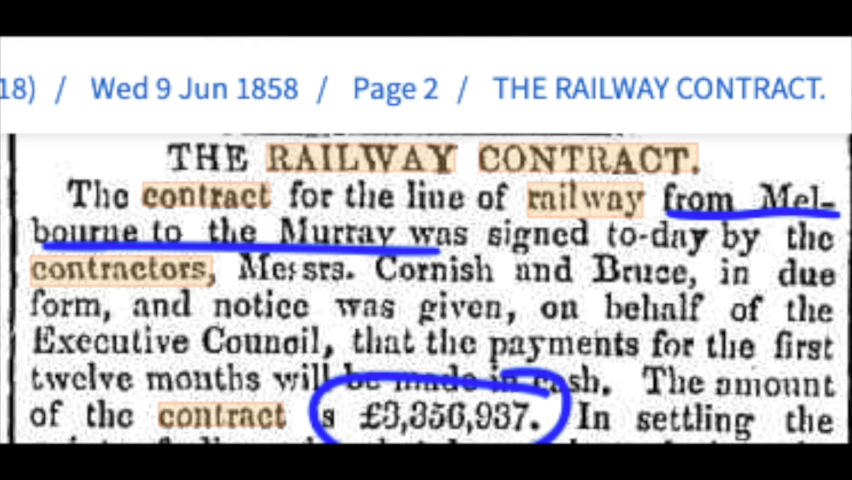 18) / Wed 9 Jun 1858 / Page 2 / THE RAILWAY CONTRACT.
THE RAILWAY CONTRACT.
The contract for the line of railway from Mel-
bourne to the Murray was signed to-day by the
contractors, Messrs. Cornish and Bruce, in due
form, and notice was given, on behalf of the
Executive Council, that the payments for the first
twelve months will be made in cash. The amount
of the contract s £3,356,937. In settling the